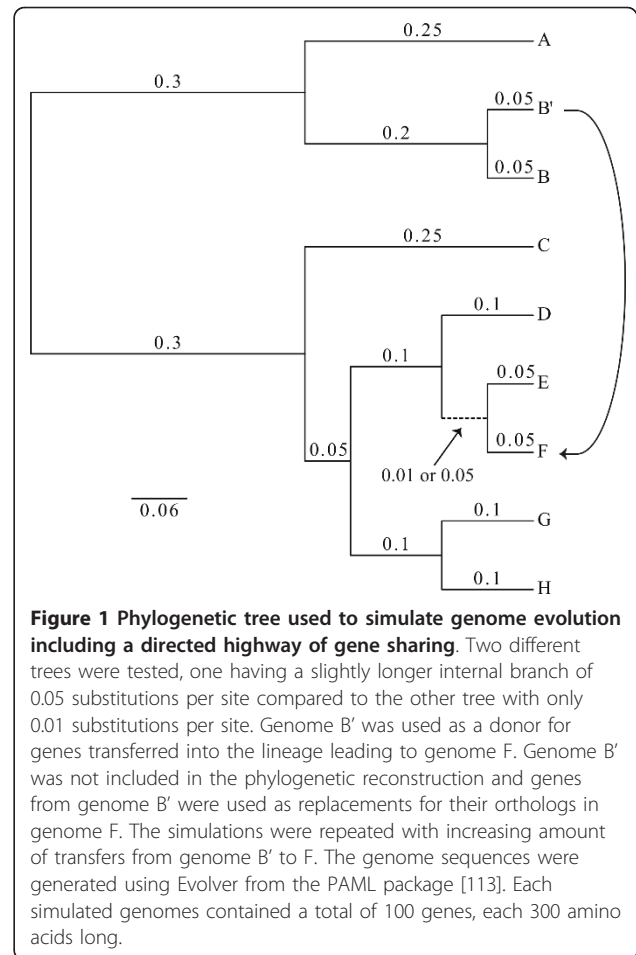 0.25 A
0.3
0.05 B'
0.2
0.05 B
0.25 C
0.1 D
0.3
0.1
0.05 E
0.05 F
0.05
0.01 or 0.05
0.06
0.1 G
0.1
0.1 H
Figure 1 Phylogenetic tree used to simulate genome evolution
including a directed highway of gene sharing. Two different
trees were tested, one having a slightly longer internal branch of
0.05 substitutions per site compared to the other tree with only
0.01 substitutions per site. Genome B' was used as a donor for
genes transferred into the lineage leading to genome F. Genome B'
was not included in the phylogenetic reconstruction and genes
from genome B' were used as replacements for their orthologs in
genome F. The simulations were repeated with increasing amount
of transfers from genome B' to F. The genome sequences were
generated using Evolver from the PAML package [113]. Each
simulated genomes contained a total of 100 genes, each 300 amino
acids long.